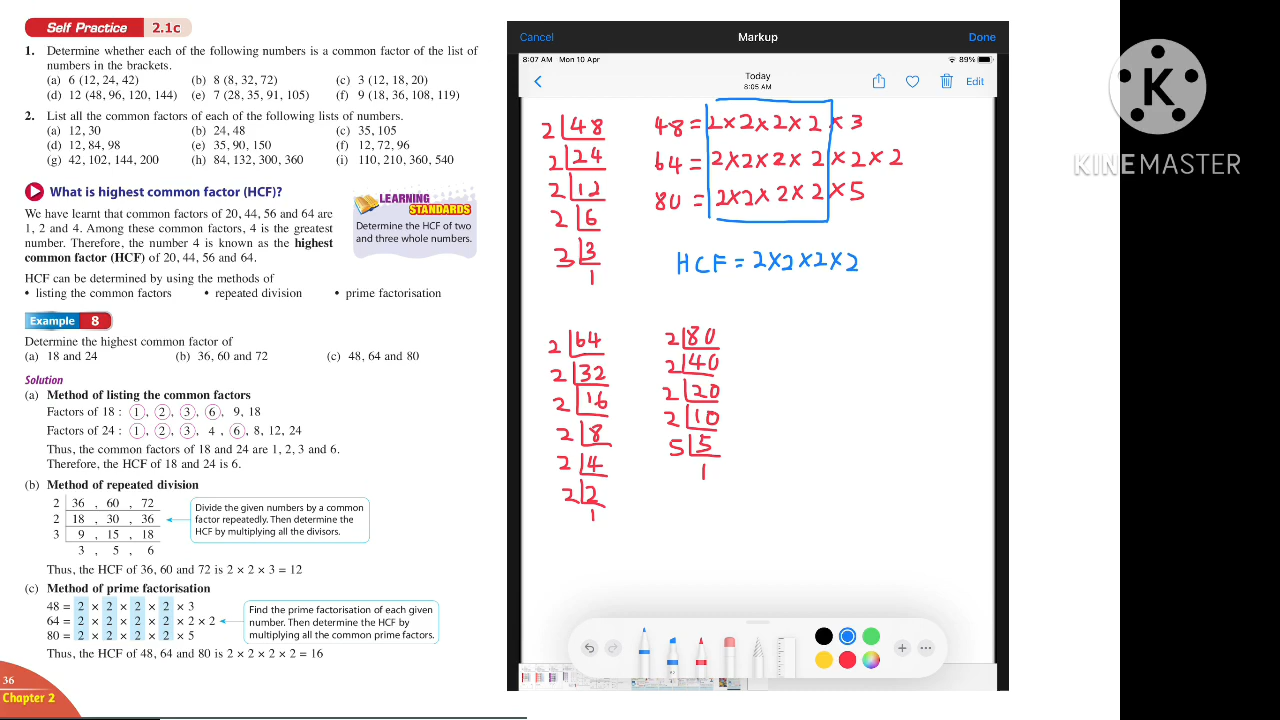 Self Practice 2.1c
1. Determine whether each of the following numbers is a common factor of the list of
numbers in the brackets.
(a) 6 (12, 24, 42) (b) 8 (8, 32, 72) (c) 3 (12, 18, 20)
(d) 12 (48, 96, 120, 144) (e) 7 (28, 35, 91, 105) (f) 9 (18, 36, 108, 119)
2. List all the common factors of each of the following lists of numbers.
(a) 12, 30 (b) 24, 48 (c) 35, 105
(d) 12, 84, 98 (e) 35, 90, 150 (f) 12, 72, 96
(g) 42, 102, 144, 200 (h) 84, 132, 300, 360 (i) 110, 210, 360, 540
What is highest common factor (HCF)?
We have learnt that common factors of 20, 44, 56 and 64 are
1, 2 and 4. Among these common factors, 4 is the greatest
number. Therefore, the number 4 is known as the highest
common factor (HCF) of 20, 44, 56 and 64.
LEARNING
STANDARDS
Determine the HCF of two
and three whole numbers.
HCF can be determined by using the methods of
• listing the common factors • repeated division • prime factorisation
Example 8
Determine the highest common factor of
(a) 18 and 24 (b) 36, 60 and 72 (c) 48, 64 and 80
Solution
(a) Method of listing the common factors
Factors of 18 : 1, 2, 3, 6, 9, 18
Factors of 24 : 1, 2, 3, 4, 6, 8, 12, 24
Thus, the common factors of 18 and 24 are 1, 2, 3 and 6.
Therefore, the HCF of 18 and 24 is 6.
(b) Method of repeated division
2 36 , 60 , 72
2 18 , 30 , 36
3 9 , 15 , 18
3 , 5 , 6
Divide the given numbers by a common
factor repeatedly. Then determine the
HCF by multiplying all the divisors.
Thus, the HCF of 36, 60 and 72 is 2 × 2 × 3 = 12
(c) Method of prime factorisation
48 = 2 × 2 × 2 × 2 × 3
64 = 2 × 2 × 2 × 2 × 2 × 2
80 = 2 × 2 × 2 × 2 × 5
Find the prime factorisation of each given
number. Then determine the HCF by
multiplying all the common prime factors.
Thus, the HCF of 48, 64 and 80 is 2 × 2 × 2 × 2 = 16
36
Chapter 2
Cancel Markup Done
8:07 AM Mon 10 Apr 89%
Today
8:05 AM
Edit
2 48
2 24
2 12
2 6
3 3
1
48 = 2 × 2 × 2 × 2 × 3
64 = 2 × 2 × 2 × 2 × 2 × 2
80 = 2 × 2 × 2 × 2 × 5
HCF = 2 × 2 × 2 × 2
2 64
2 32
2 16
2 8
2 4
2 2
1
2 80
2 40
2 20
2 10
5 5
1
K
KINEMASTER